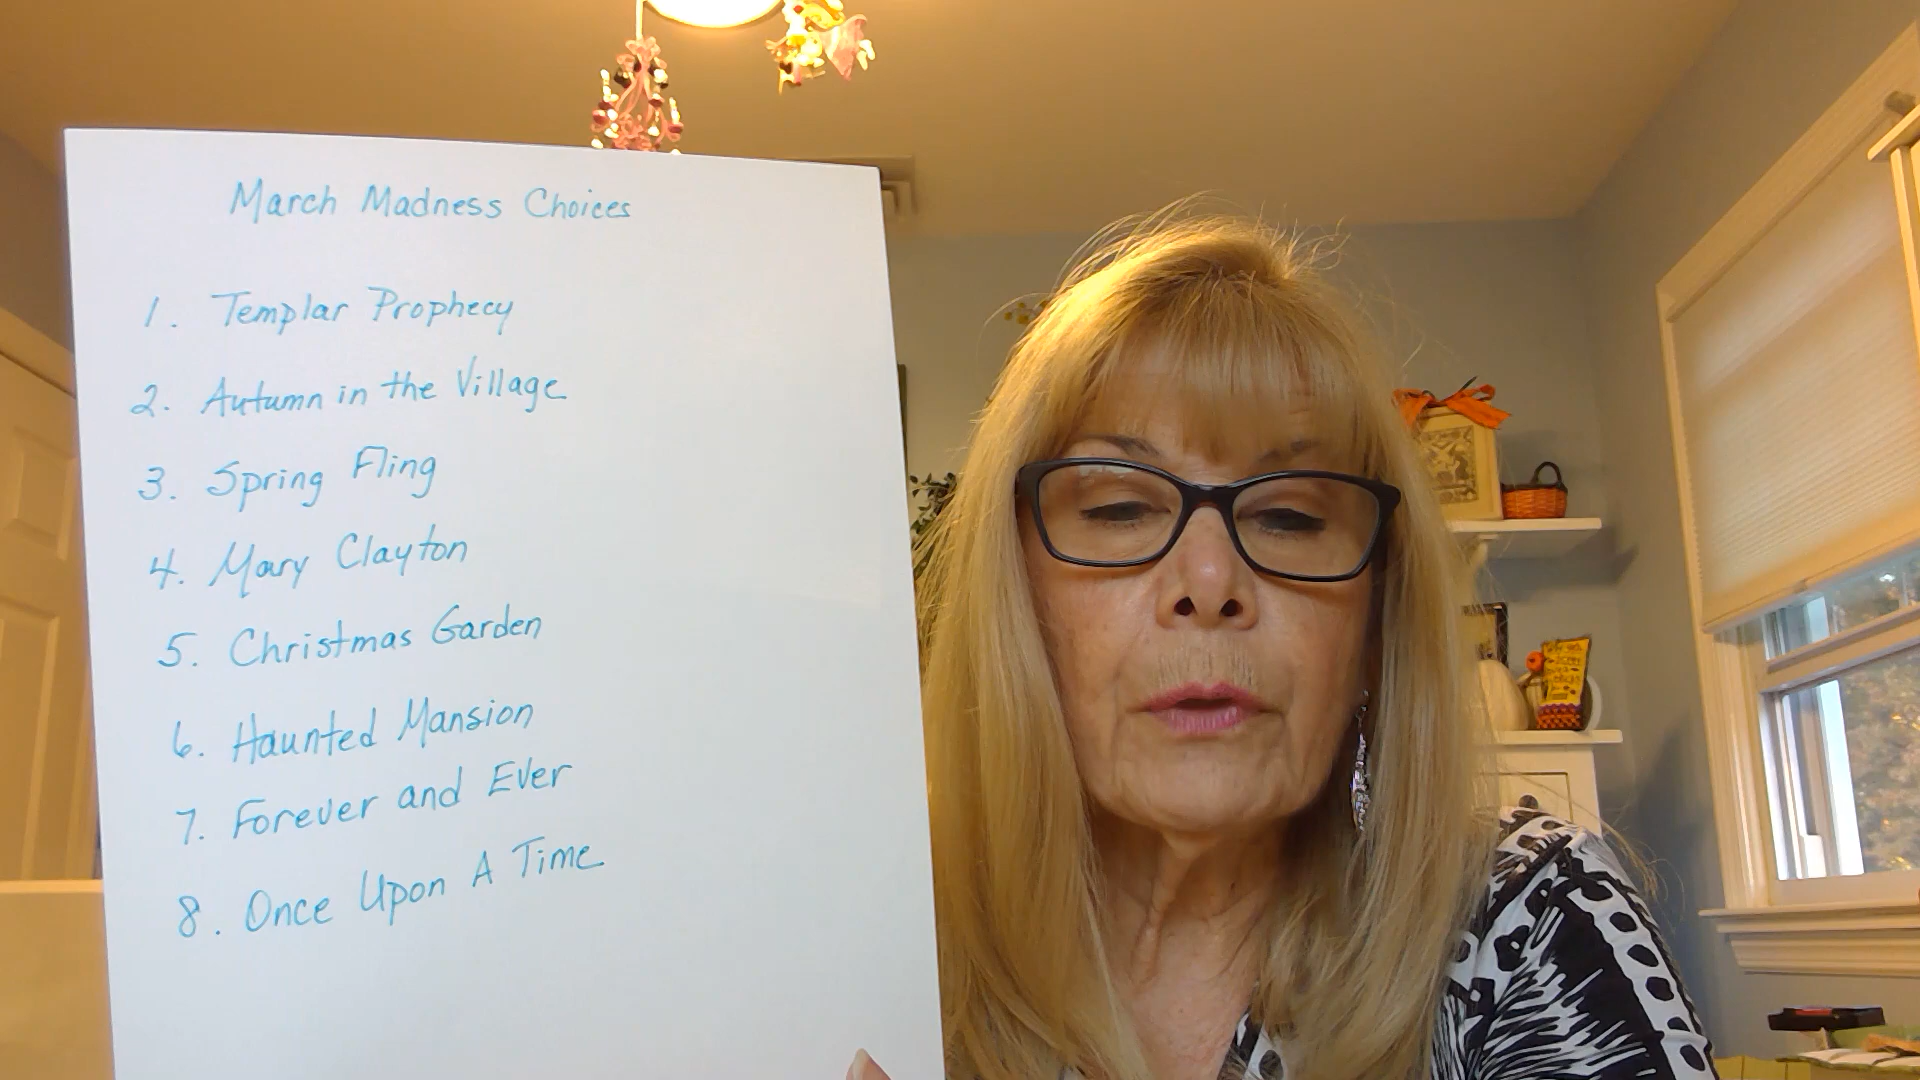 March Madness Choices
1. Templar Prophecy
2. Autumn in the Village
3. Spring Fling
4. Mary Clayton
5. Christmas Garden
6. Haunted Mansion
7. Forever and Ever
8. Once Upon A Time